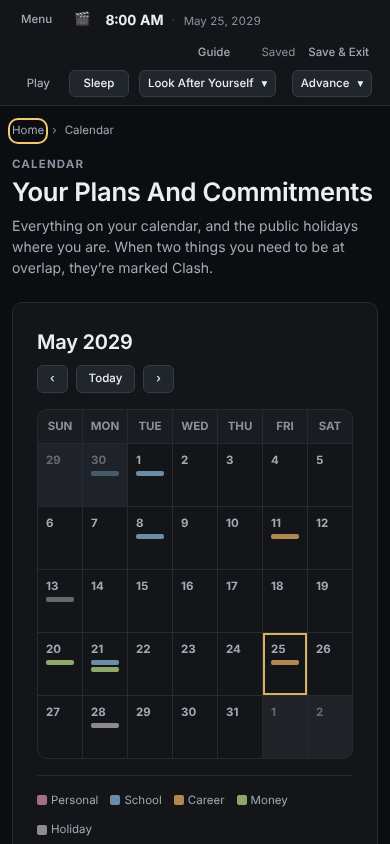 Menu 🎬 8:00 AM · May 25, 2029
Guide Saved Save & Exit
Play Sleep Look After Yourself ▾ Advance ▾
Home › Calendar
CALENDAR
Your Plans And Commitments
Everything on your calendar, and the public holidays
where you are. When two things you need to be at
overlap, they're marked Clash.
May 2029
‹ Today ›
SUN MON TUE WED THU FRI SAT
29 30 1 2 3 4 5
6 7 8 9 10 11 12
13 14 15 16 17 18 19
20 21 22 23 24 25 26
27 28 29 30 31 1 2
Personal School Career Money
Holiday